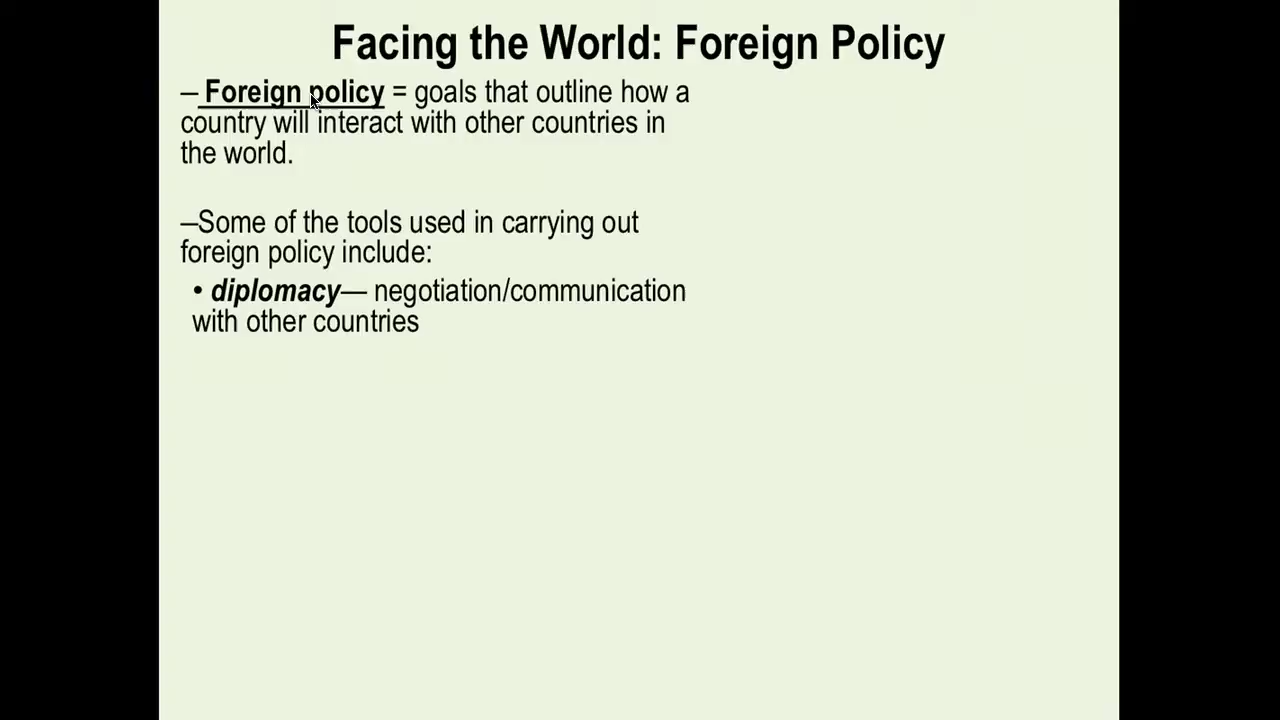 Facing the World: Foreign Policy
– Foreign policy = goals that outline how a
country will interact with other countries in
the world.
–Some of the tools used in carrying out
foreign policy include:
• diplomacy— negotiation/communication
with other countries